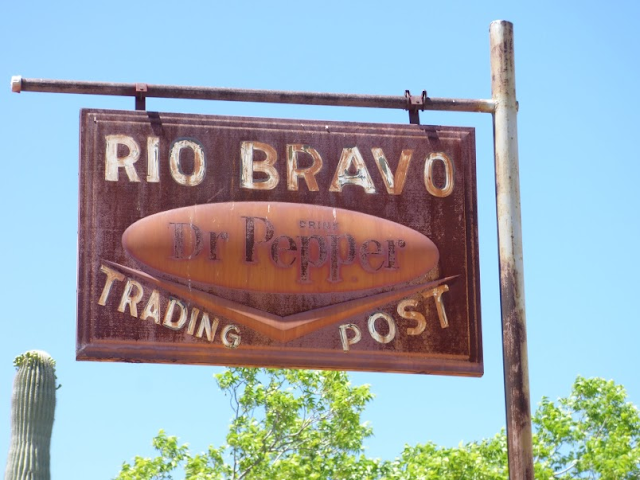 RIO BRAVO
DRINK
Dr Pepper
TRADING POST